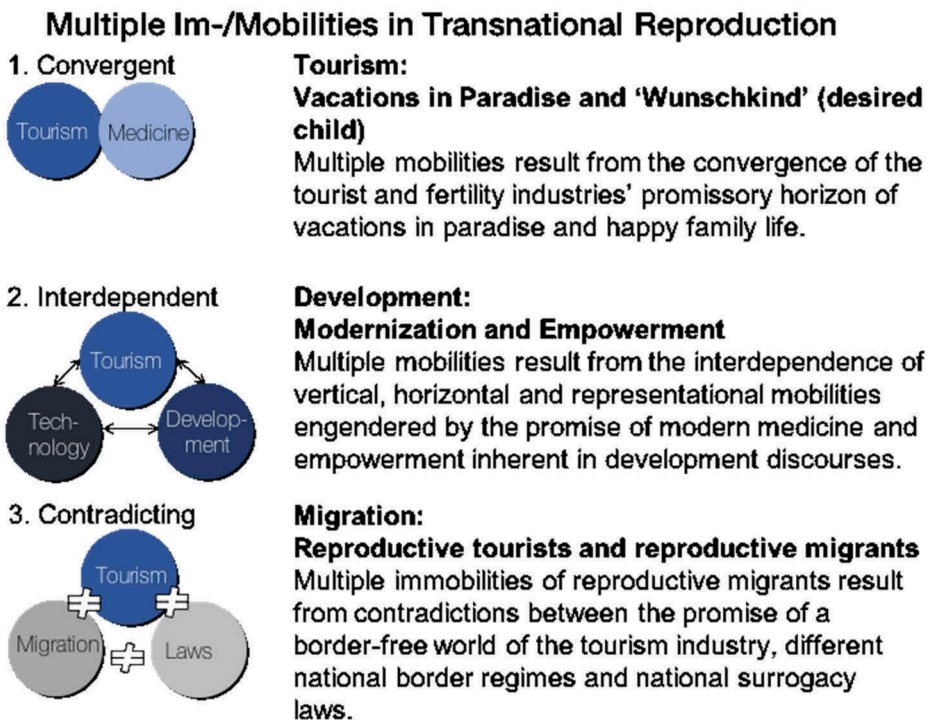 Multiple Im-/Mobilities in Transnational Reproduction
1. Convergent
Tourism
Medicine
Tourism:
Vacations in Paradise and ‘Wunschkind’ (desired
child)
Multiple mobilities result from the convergence of the
tourist and fertility industries’ promissory horizon of
vacations in paradise and happy family life.
2. Interdependent
Tourism
Tech-
nology
Develop-
ment
Development:
Modernization and Empowerment
Multiple mobilities result from the interdependence of
vertical, horizontal and representational mobilities
engendered by the promise of modern medicine and
empowerment inherent in development discourses.
3. Contradicting
Tourism
≠
≠
Migration
≠
Laws
Migration:
Reproductive tourists and reproductive migrants
Multiple immobilities of reproductive migrants result
from contradictions between the promise of a
border-free world of the tourism industry, different
national border regimes and national surrogacy
laws.